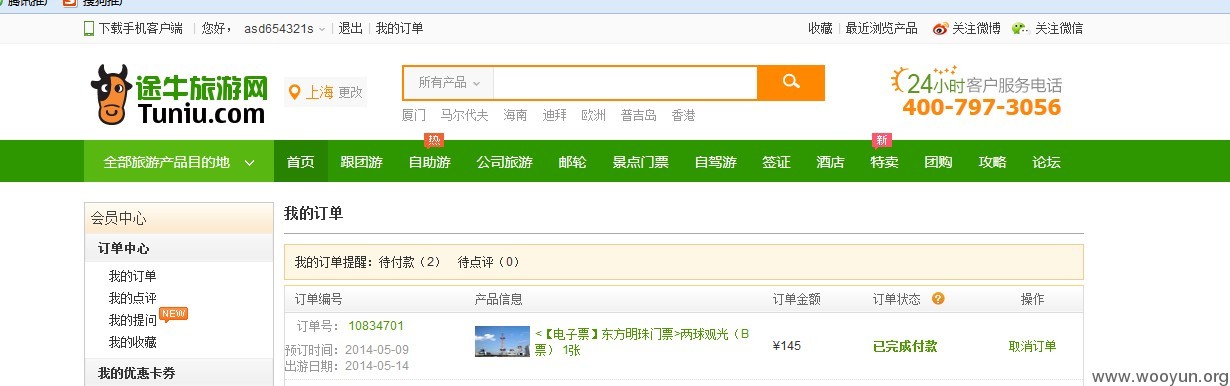 腾讯推广 搜狗推广
下载手机客户端 您好， asd654321s 退出 我的订单 收藏 最近浏览产品 关注微博 关注微信
途牛旅游网
Tuniu.com
上海 更改
所有产品
厦门 马尔代夫 海南 迪拜 欧洲 普吉岛 香港
24小时客户服务电话
400-797-3056
热 新
全部旅游产品目的地 首页 跟团游 自助游 公司旅游 邮轮 景点门票 自驾游 签证 酒店 特卖 团购 攻略 论坛
会员中心
订单中心
我的订单
我的点评
我的提问 NEW
我的收藏
我的优惠卡券
我的订单
我的订单提醒：待付款（2） 待点评（0）
订单编号 产品信息 订单金额 订单状态 ? 操作
订单号： 10834701
预订时间：2014-05-09
出游日期：2014-05-14
<【电子票】东方明珠门票>两球观光（B
票） 1张
¥145 已完成付款 取消订单
www.wooyun.org